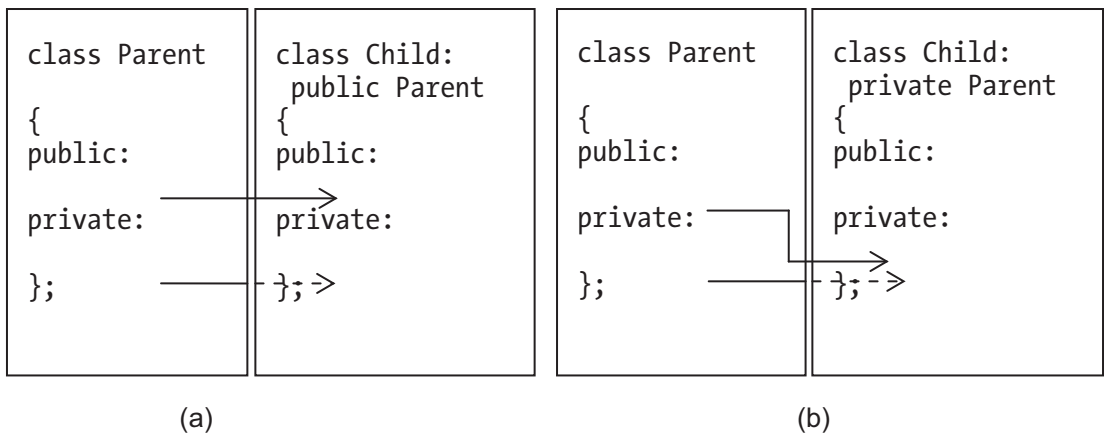 class Parent
{
public:
private:
};
class Child:
public Parent
{
public:
private:
};
(a)
class Parent
{
public:
private:
};
class Child:
private Parent
{
public:
private:
};
(b)